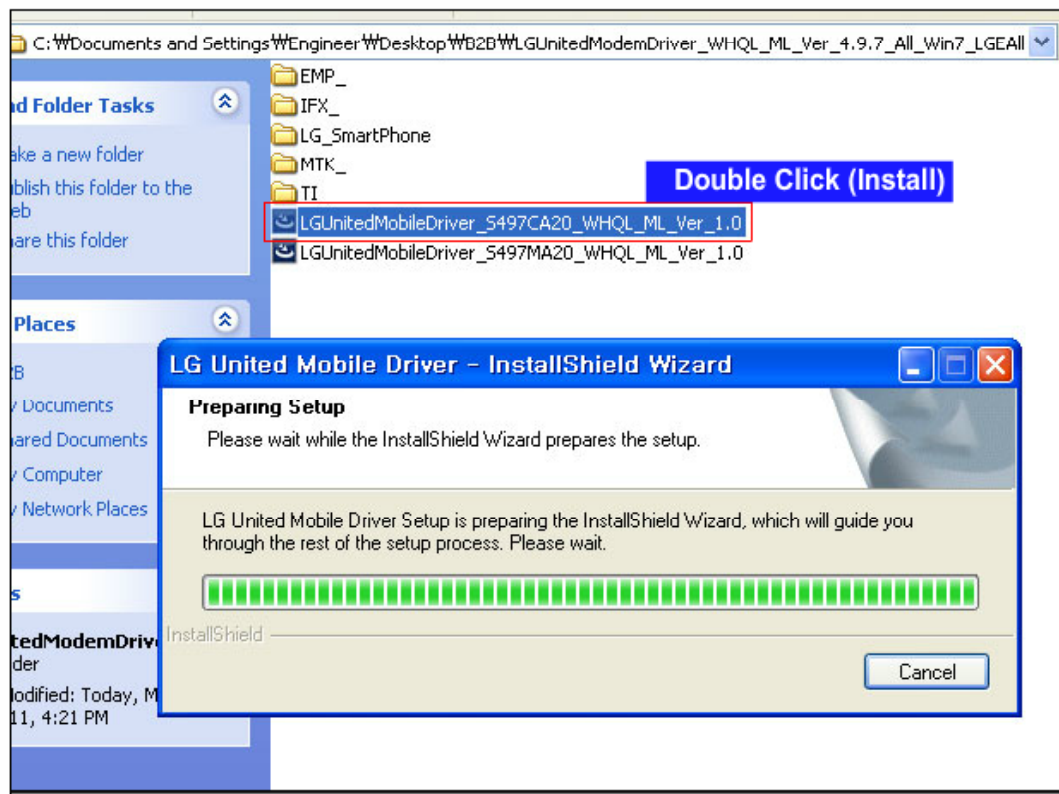 C:₩Documents and Settings₩Engineer₩Desktop₩B2B₩LGUnitedModemDriver_WHQL_ML_Ver_4.9.7_All_Win7_LGEAll
nd Folder Tasks
ake a new folder
ublish this folder to the
eb
are this folder
EMP_
IFX_
LG_SmartPhone
MTK_
TI
Double Click (Install)
LGUnitedMobileDriver_S497CA20_WHQL_ML_Ver_1.0
LGUnitedMobileDriver_S497MA20_WHQL_ML_Ver_1.0
Places
2B
y Documents
ared Documents
y Computer
y Network Places
s
tedModemDriv
der
Modified: Today, M
11, 4:21 PM
LG United Mobile Driver - InstallShield Wizard
Preparing Setup
Please wait while the InstallShield Wizard prepares the setup.
LG United Mobile Driver Setup is preparing the InstallShield Wizard, which will guide you
through the rest of the setup process. Please wait.
InstallShield
Cancel